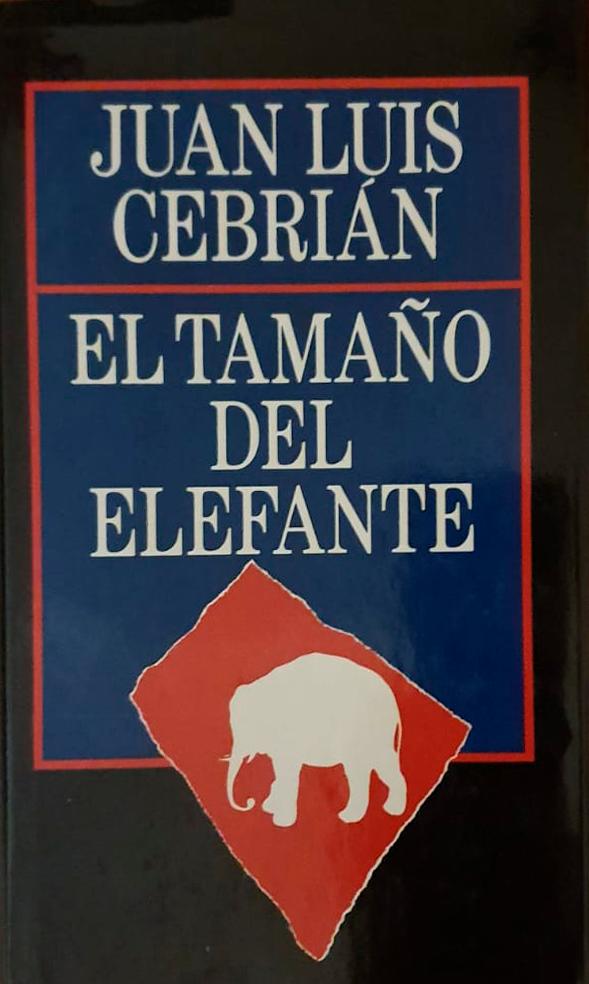 JUAN LUIS
CEBRIÁN
EL TAMAÑO
DEL
ELEFANTE